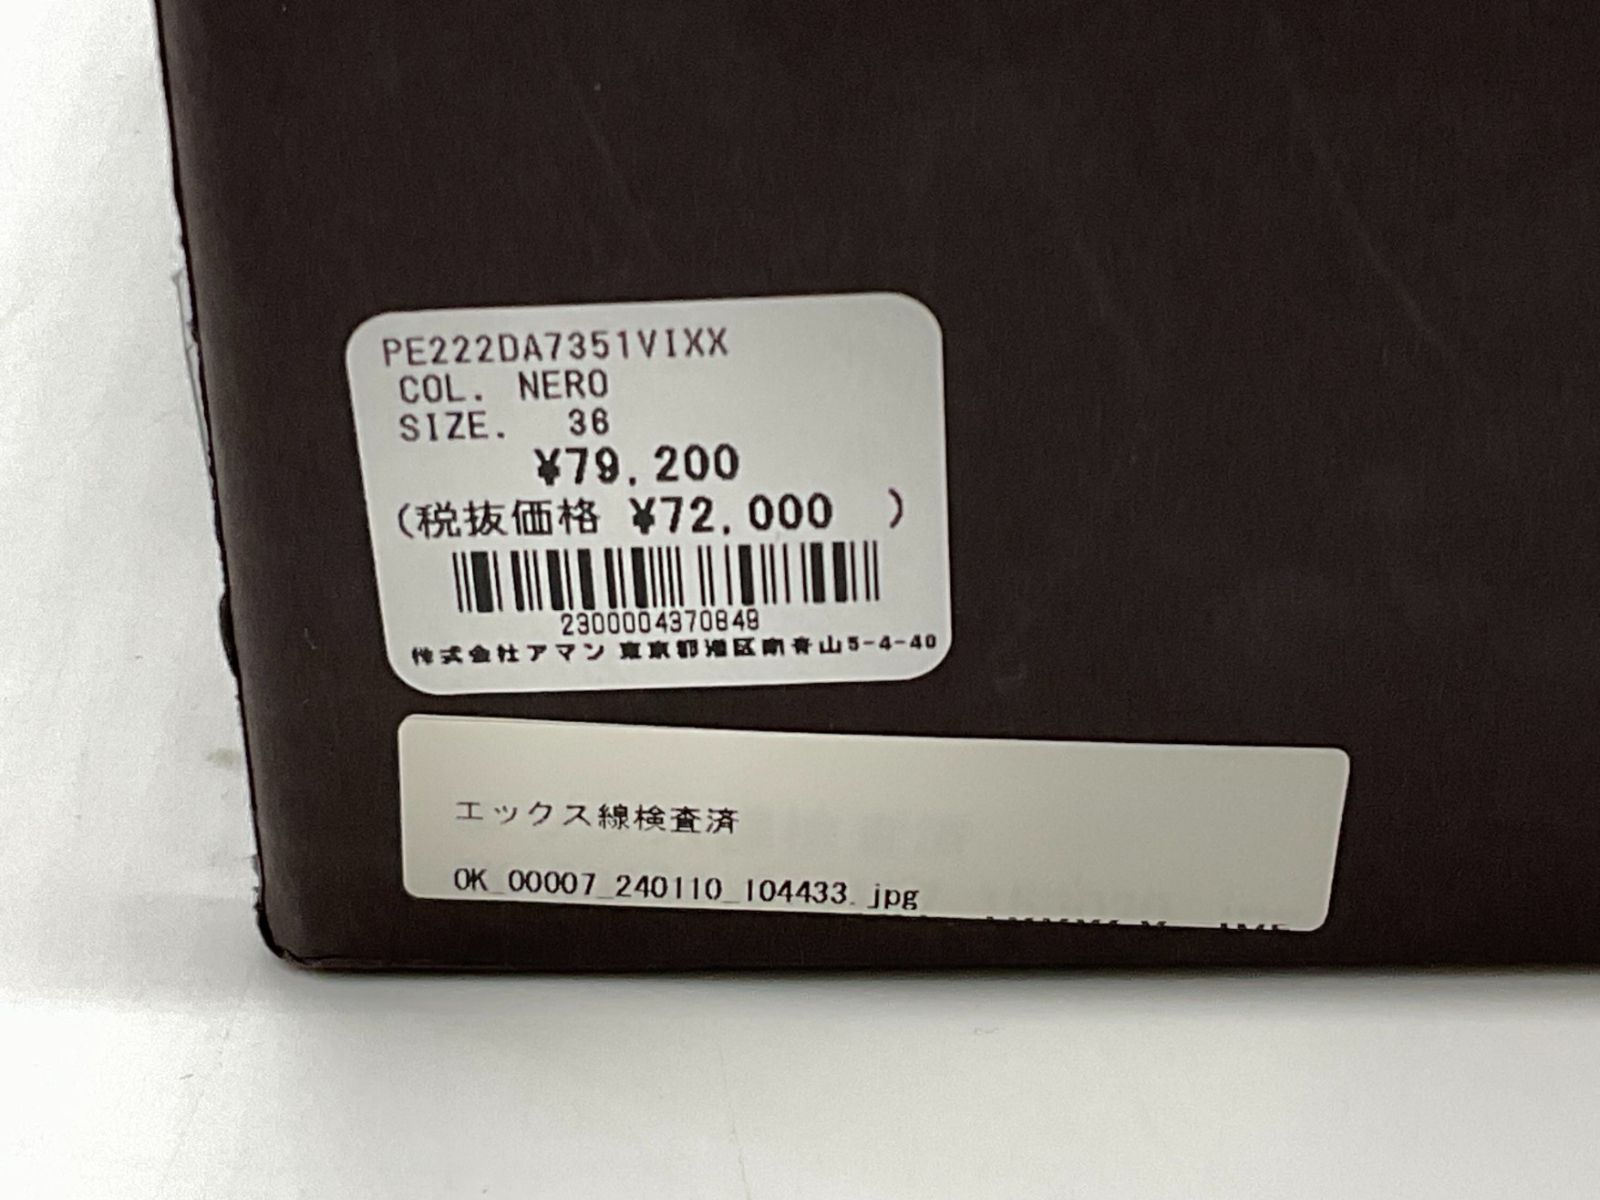 PE222DA7351VIXX
COL. NERO
SIZE. 36
¥79,200
(税抜価格 ¥72,000 )
2300004370849
株式会社アマン 東京都港区南青山5-4-40
エックス線検査済
OK_00007_240110_104433.jpg